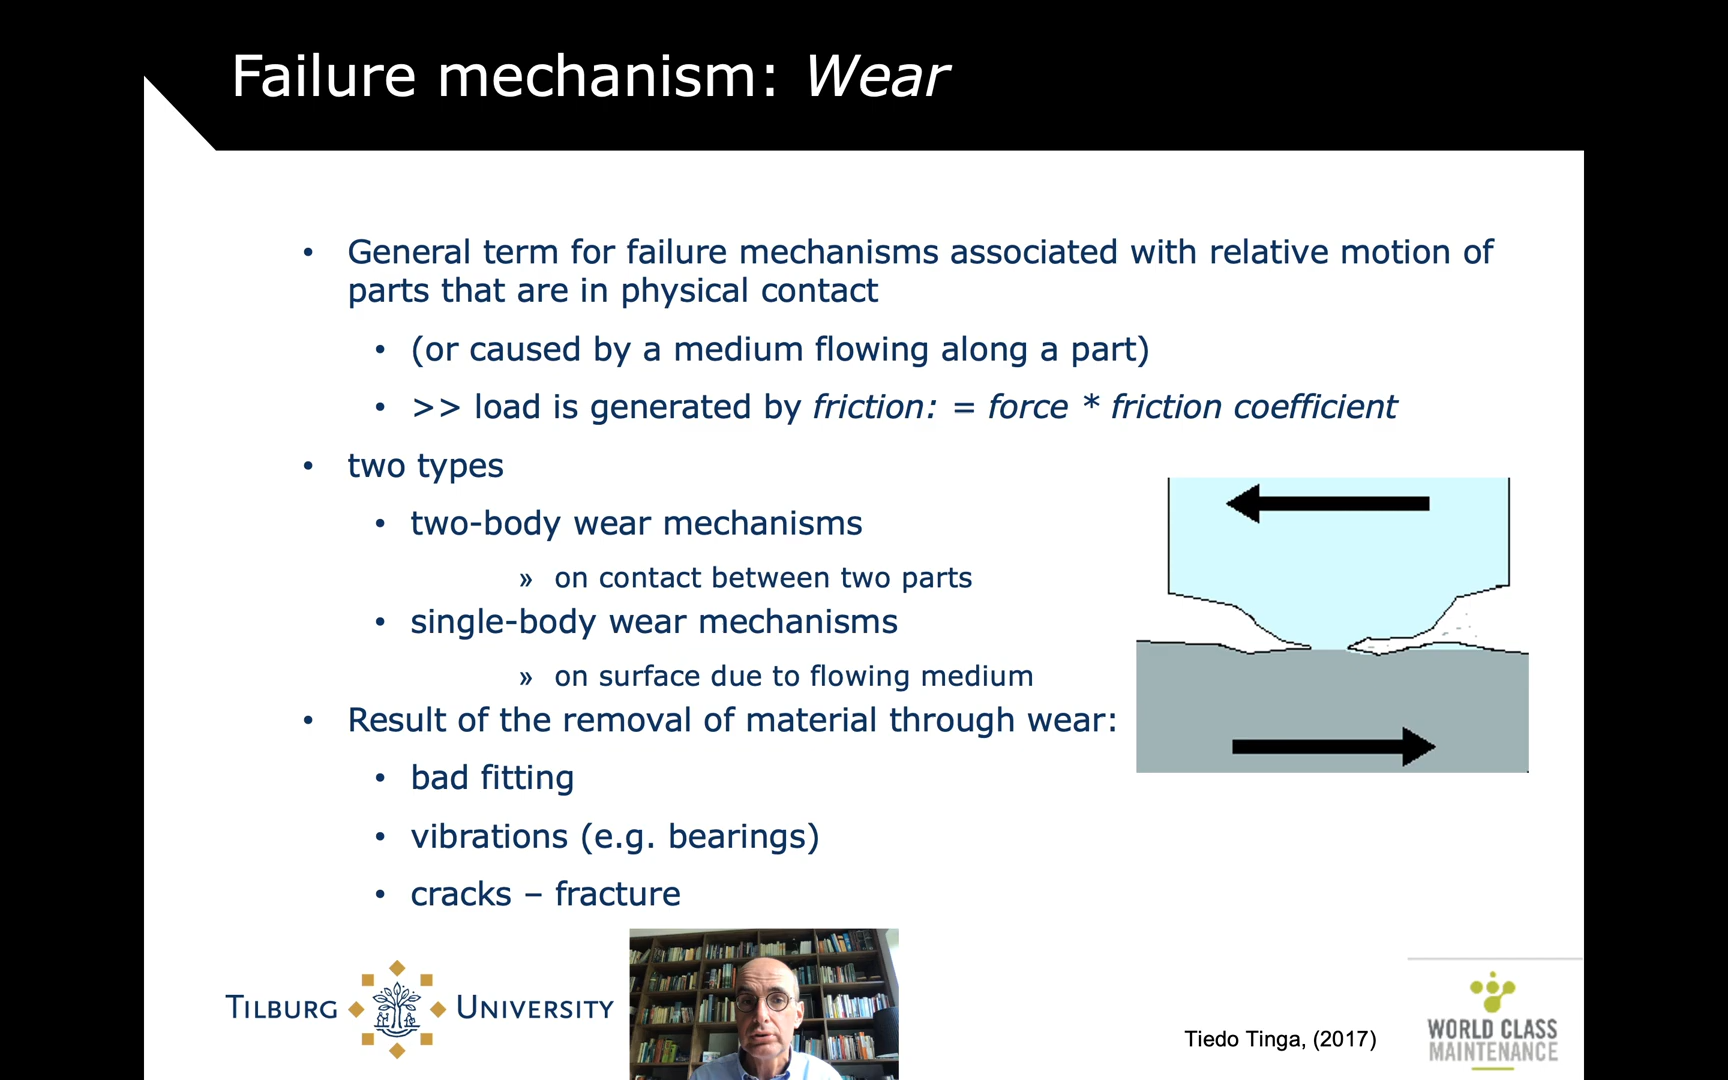 Failure mechanism: Wear
• General term for failure mechanisms associated with relative motion of
parts that are in physical contact
• (or caused by a medium flowing along a part)
• >> load is generated by friction: = force * friction coefficient
• two types
• two-body wear mechanisms
» on contact between two parts
• single-body wear mechanisms
» on surface due to flowing medium
• Result of the removal of material through wear:
• bad fitting
• vibrations (e.g. bearings)
• cracks – fracture
TILBURG UNIVERSITY
Tiedo Tinga, (2017)
WORLD CLASS
MAINTENANCE